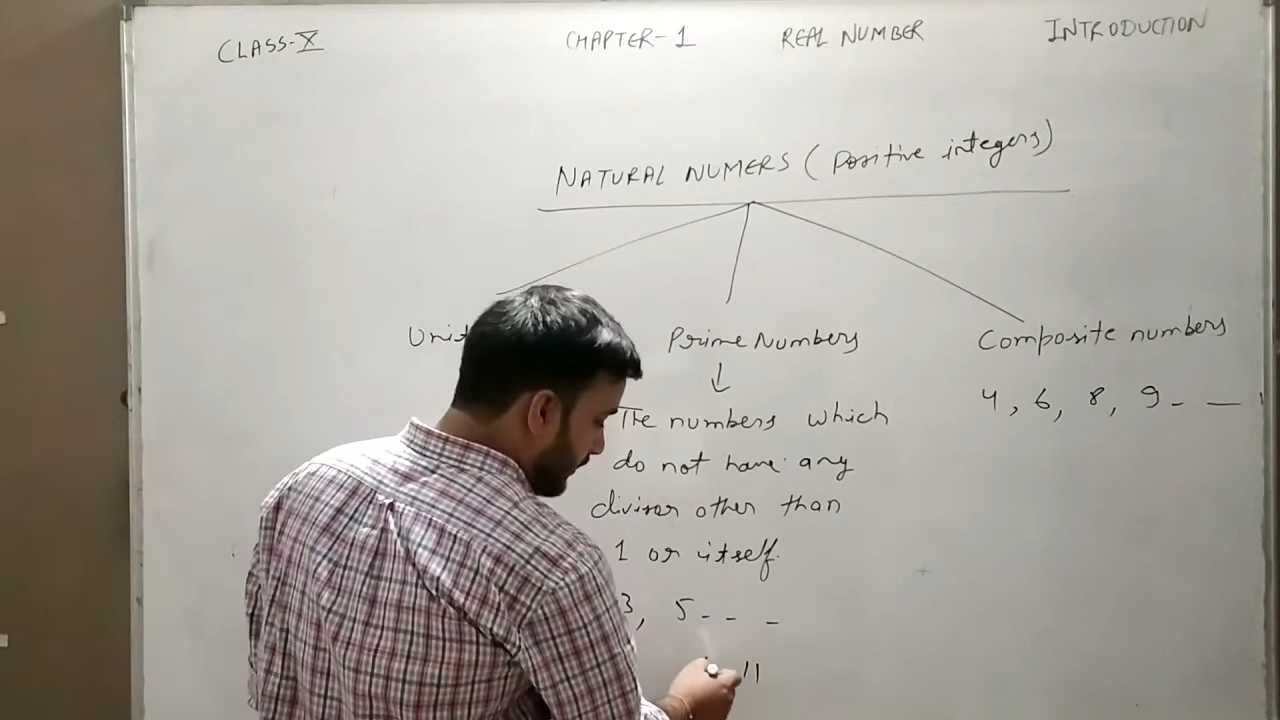 CLASS-X CHAPTER-1 REAL NUMBER INTRODUCTION
NATURAL NUMERS (Positive integers)
Prime Numbers
Composite numbers
4, 6, 8, 9 - —
↓
The numbers which
do not have any
divisor other than
1 or itself.
3, 5 - - -
11